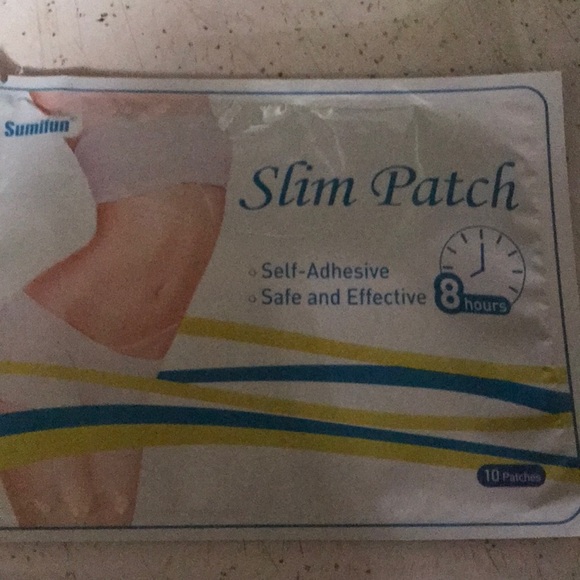 Sumifun
Slim Patch
Self-Adhesive
Safe and Effective
8 hours
10 Patches